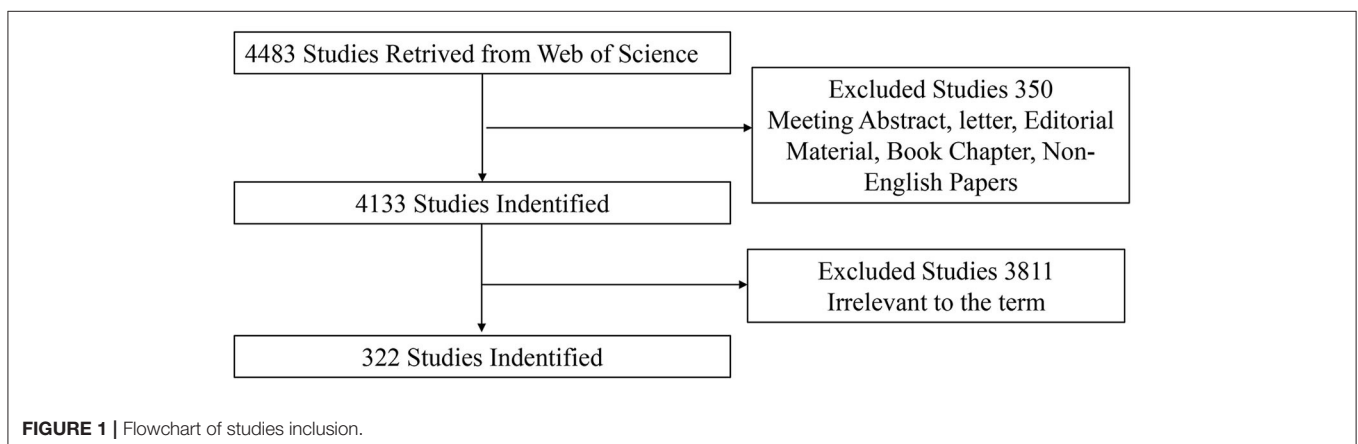 4483 Studies Retrived from Web of Science
Excluded Studies 350
Meeting Abstract, letter, Editorial
Material, Book Chapter, Non-
English Papers
4133 Studies Indentified
Excluded Studies 3811
Irrelevant to the term
322 Studies Indentified
FIGURE 1 | Flowchart of studies inclusion.